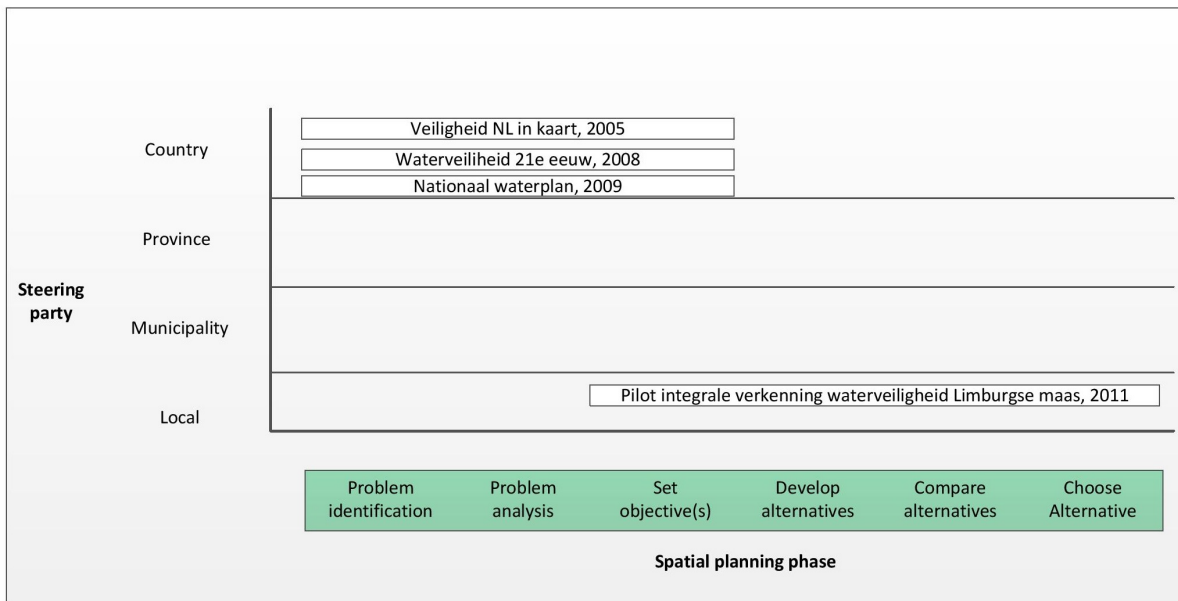 Country
Veiligheid NL in kaart, 2005
Waterveiliheid 21e eeuw, 2008
Nationaal waterplan, 2009
Province
Steering
party
Municipality
Local
Pilot integrale verkenning waterveiligheid Limburgse maas, 2011
Problem
identification
Problem
analysis
Set
objective(s)
Develop
alternatives
Compare
alternatives
Choose
Alternative
Spatial planning phase